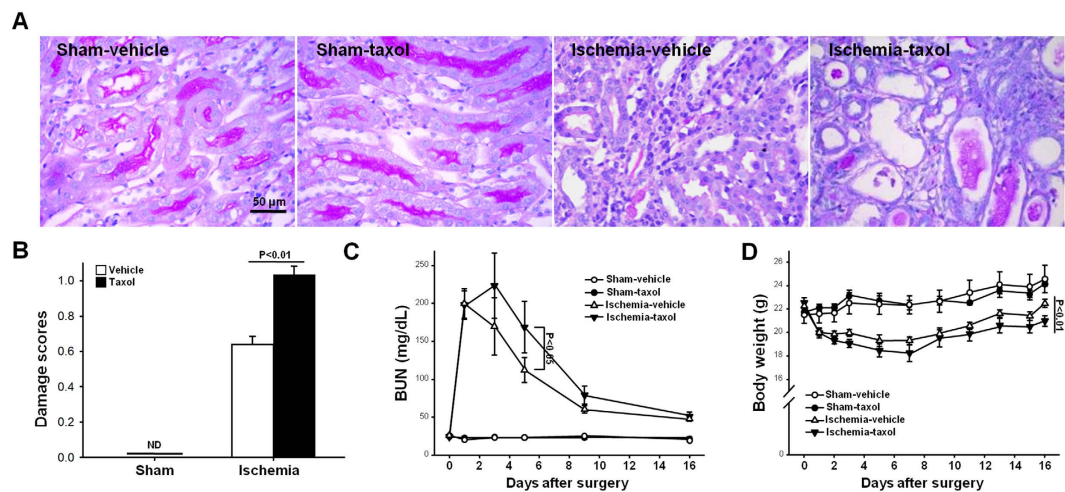 A
Sham-vehicle
Sham-taxol
Ischemia-vehicle
Ischemia-taxol
50 µm
B
Damage scores
1.0
0.8
0.6
0.4
0.2
0.0
Vehicle
Taxol
P<0.01
ND
Sham
Ischemia
C
BUN (mg/dL)
250
200
150
100
50
0
Sham-vehicle
Sham-taxol
Ischemia-vehicle
Ischemia-taxol
P<0.05
0 2 4 6 8 10 12 14 16
Days after surgery
D
Body weight (g)
26
24
22
20
18
16
0
P<0.01
Sham-vehicle
Sham-taxol
Ischemia-vehicle
Ischemia-taxol
0 2 4 6 8 10 12 14 16
Days after surgery